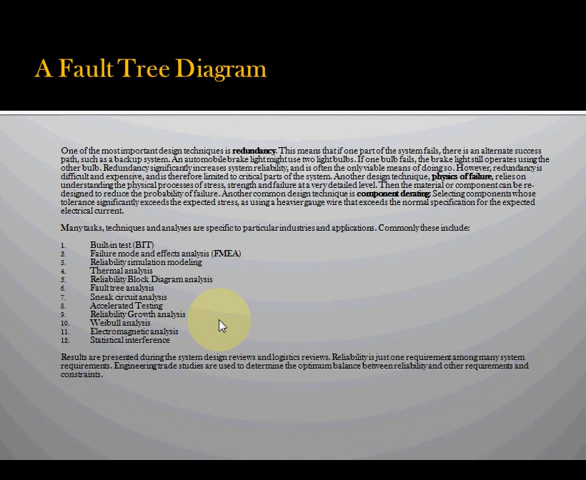 A Fault Tree Diagram
One of the most important design techniques is redundancy. This means that if one part of the system fails, there is an alternate success
path, such as a backup system. An automobile brake light might use two light bulbs. If one bulb fails, the brake light still operates using the
other bulb. Redundancy significantly increases system reliability, and is often the only viable means of doing so. However, redundancy is
difficult and expensive, and is therefore limited to critical parts of the system. Another design technique, physics of failure, relies on
understanding the physical processes of stress, strength and failure at a very detailed level. Then the material or component can be re-
designed to reduce the probability of failure. Another common design technique is component derating: Selecting components whose
tolerance significantly exceeds the expected stress, as using a heavier gauge wire that exceeds the normal specification for the expected
electrical current.
Many tasks, techniques and analyses are specific to particular industries and applications. Commonly these include:
1. Built-in test (BIT)
2. Failure mode and effects analysis (FMEA)
3. Reliability simulation modeling
4. Thermal analysis
5. Reliability Block Diagram analysis
6. Fault tree analysis
7. Sneak circuit analysis
8. Accelerated Testing
9. Reliability Growth analysis
10. Weibull analysis
11. Electromagnetic analysis
12. Statistical interference
Results are presented during the system design reviews and logistics reviews. Reliability is just one requirement among many system
requirements. Engineering trade studies are used to determine the optimum balance between reliability and other requirements and
constraints.